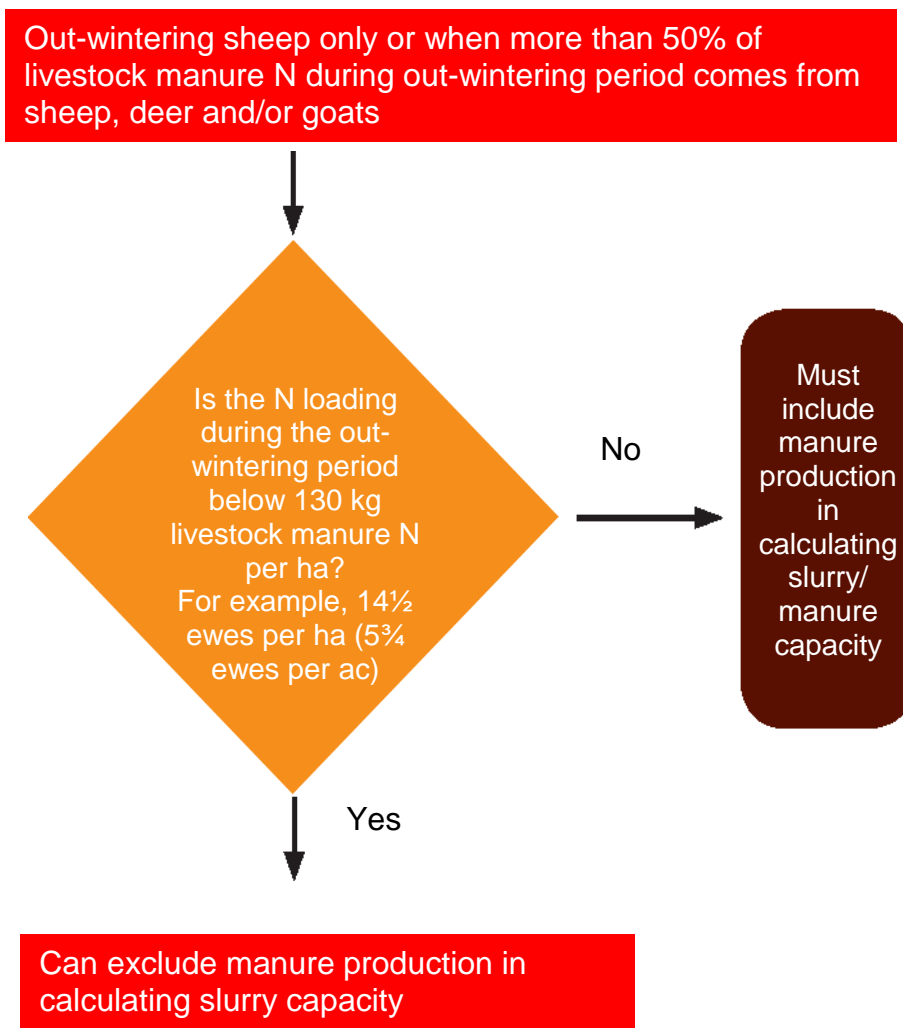 Out-wintering sheep only or when more than 50% of
livestock manure N during out-wintering period comes from
sheep, deer and/or goats
Is the N loading
during the out-
wintering period
below 130 kg
livestock manure N
per ha?
For example, 14½
ewes per ha (5¾
ewes per ac)
No
Must
include
manure
production
in
calculating
slurry/
manure
capacity
Yes
Can exclude manure production in
calculating slurry capacity